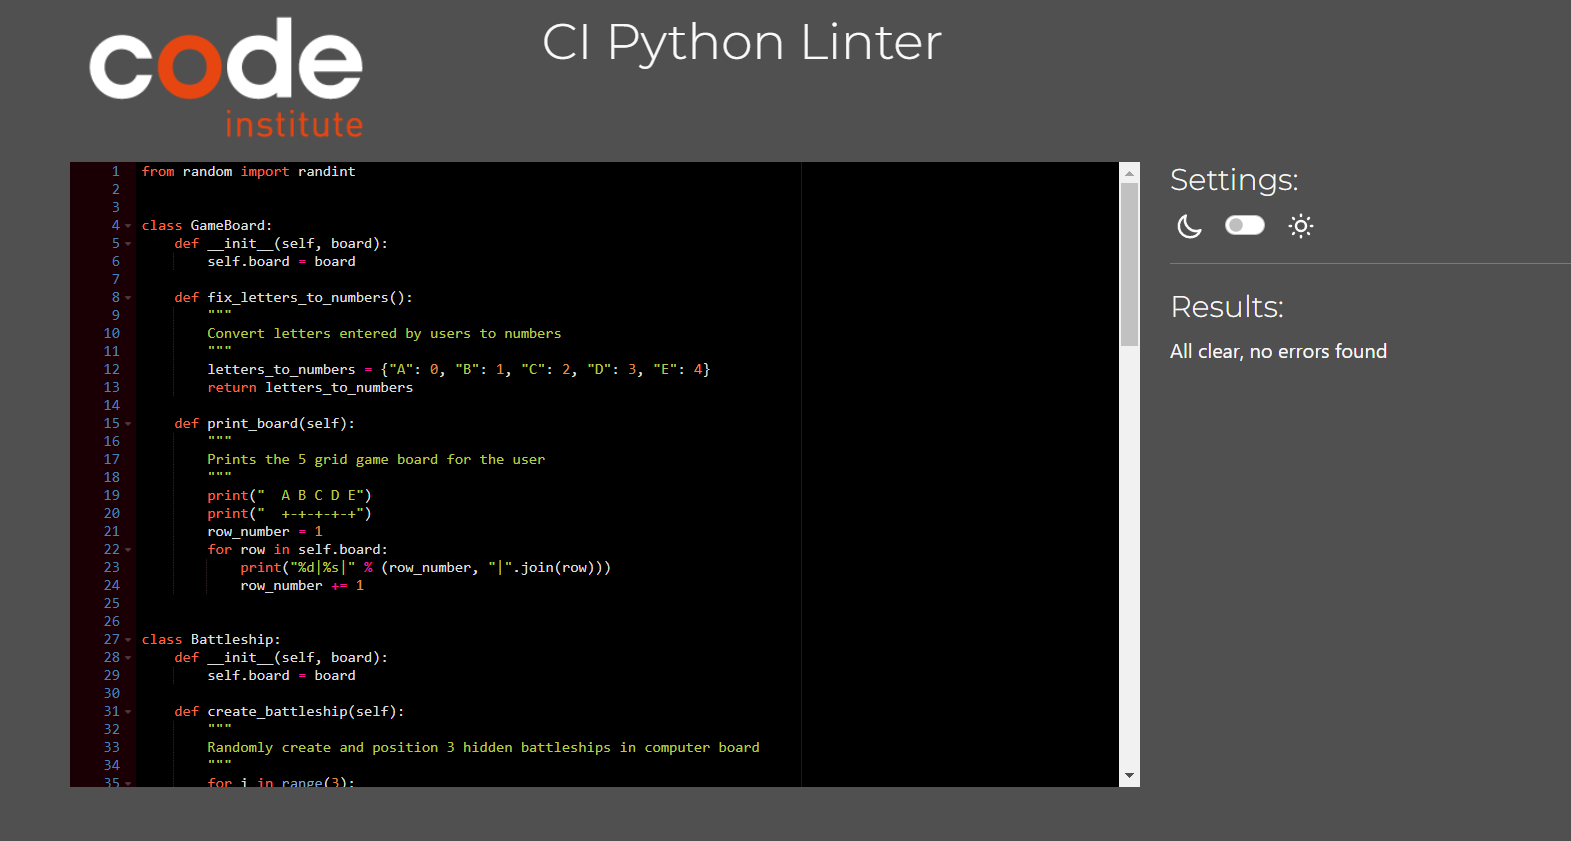 code
institute
CI Python Linter
1 from random import randint
2
3
4 class GameBoard:
5     def __init__(self, board):
6         self.board = board
7
8     def fix_letters_to_numbers():
9         """
10         Convert letters entered by users to numbers
11         """
12         letters_to_numbers = {"A": 0, "B": 1, "C": 2, "D": 3, "E": 4}
13         return letters_to_numbers
14
15     def print_board(self):
16         """
17         Prints the 5 grid game board for the user
18         """
19         print("  A B C D E")
20         print("  +-+-+-+-+")
21         row_number = 1
22         for row in self.board:
23             print("%d|%s|" % (row_number, "|".join(row)))
24             row_number += 1
25
26
27 class Battleship:
28     def __init__(self, board):
29         self.board = board
30
31     def create_battleship(self):
32         """
33         Randomly create and position 3 hidden battleships in computer board
34         """
35         for i in range(3):
Settings:
Results:
All clear, no errors found